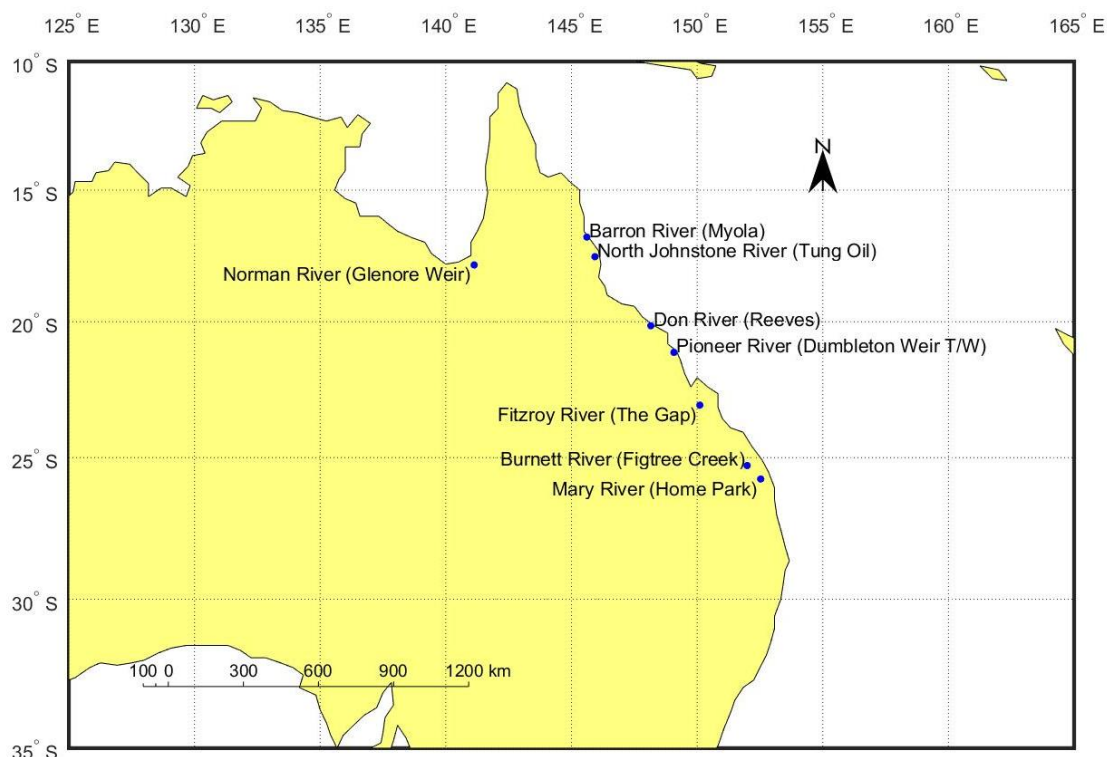 125° E 130° E 135° E 140° E 145° E 150° E 155° E 160° E 165° E
10° S
N
15° S
Barron River (Myola)
North Johnstone River (Tung Oil)
Norman River (Glenore Weir)
20° S
Don River (Reeves)
Pioneer River (Dumbleton Weir T/W)
Fitzroy River (The Gap)
25° S
Burnett River (Figtree Creek)
Mary River (Home Park)
30° S
100 0 300 600 900 1200 km
35° S